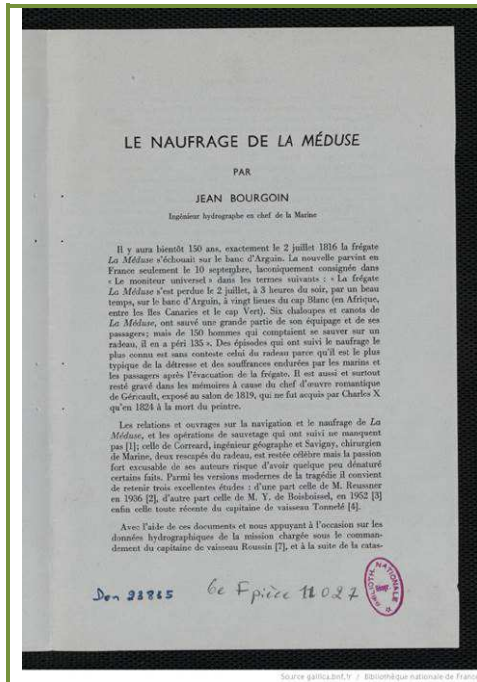 LE NAUFRAGE DE LA MÉDUSE
PAR
JEAN BOURGOIN
Ingénieur hydrographe en chef de la Marine
Il y aura bientôt 150 ans, exactement le 2 juillet 1816 la frégate
La Méduse s'échouait sur le banc d'Arguin. La nouvelle parvint en
France seulement le 10 septembre, laconiquement consignée dans
« Le moniteur universel » dans les termes suivants : « La frégate
La Méduse s'est perdue le 2 juillet, à 3 heures du soir, par un beau
temps, sur le banc d'Arguin, à vingt lieues du cap Blanc (en Afrique,
entre les îles Canaries et le cap Vert). Six chaloupes et canots de
La Méduse, ont sauvé une grande partie de son équipage et de ses
passagers; mais de 150 hommes qui comptaient se sauver sur un
radeau, il en a péri 135 ». Des épisodes qui ont suivi le naufrage le
plus connu est sans conteste celui du radeau parce qu'il est le plus
typique de la détresse et des souffrances endurées par les marins et
les passagers après l'évacuation de la frégate. Il est aussi et surtout
resté gravé dans les mémoires à cause du chef d'œuvre romantique
de Géricault, exposé au salon de 1819, qui ne fut acquis par Charles X
qu'en 1824 à la mort du peintre.
Les relations et ouvrages sur la navigation et le naufrage de La
Méduse, et les opérations de sauvetage qui ont suivi ne manquent
pas [1]; celle de Correard, ingénieur géographe et Savigny, chirurgien
de Marine, deux rescapés du radeau, est restée célèbre mais la passion
fort excusable de ses auteurs risque d'avoir quelque peu dénaturé
certains faits. Parmi les versions modernes de la tragédie il convient
de retenir trois excellentes études : d'une part celle de M. Reussner
en 1936 [2], d'autre part celle de M. Y. de Boisboissel, en 1952 [3]
enfin celle toute récente du capitaine de vaisseau Tonnelé [4].
Avec l'aide de ces documents et nous appuyant à l'occasion sur les
données hydrographiques de la mission chargée sous le comman-
dement du capitaine de vaisseau Roussin [7], et à la suite de la catas-
Don 23865
6e F pièce 11027
BIBLIOTH. NATIONALE
Source gallica.bnf.fr / Bibliothèque nationale de France